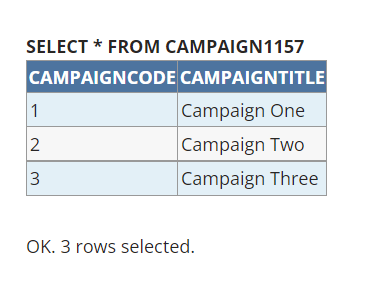 SELECT * FROM CAMPAIGN1157
CAMPAIGNCODE CAMPAIGNTITLE
1 Campaign One
2 Campaign Two
3 Campaign Three
OK. 3 rows selected.